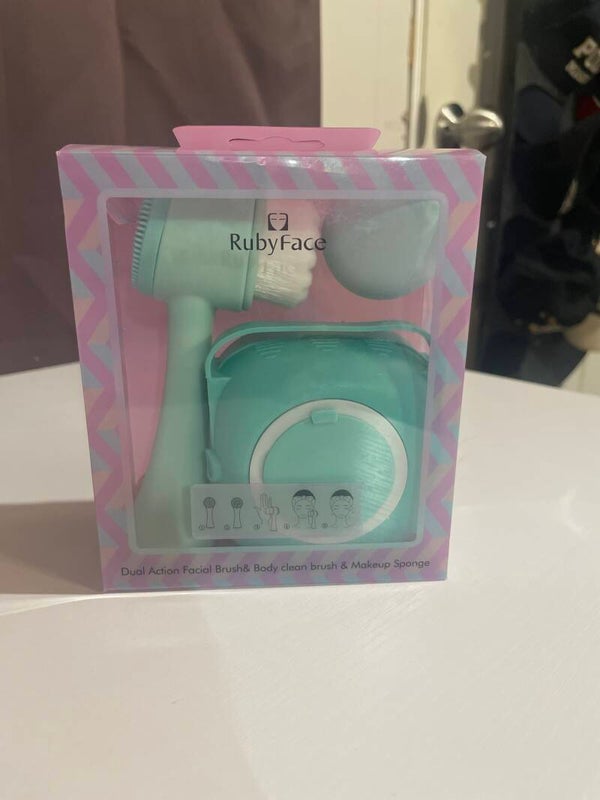 RubyFace
Dual Action Facial Brush& Body clean brush & Makeup Sponge